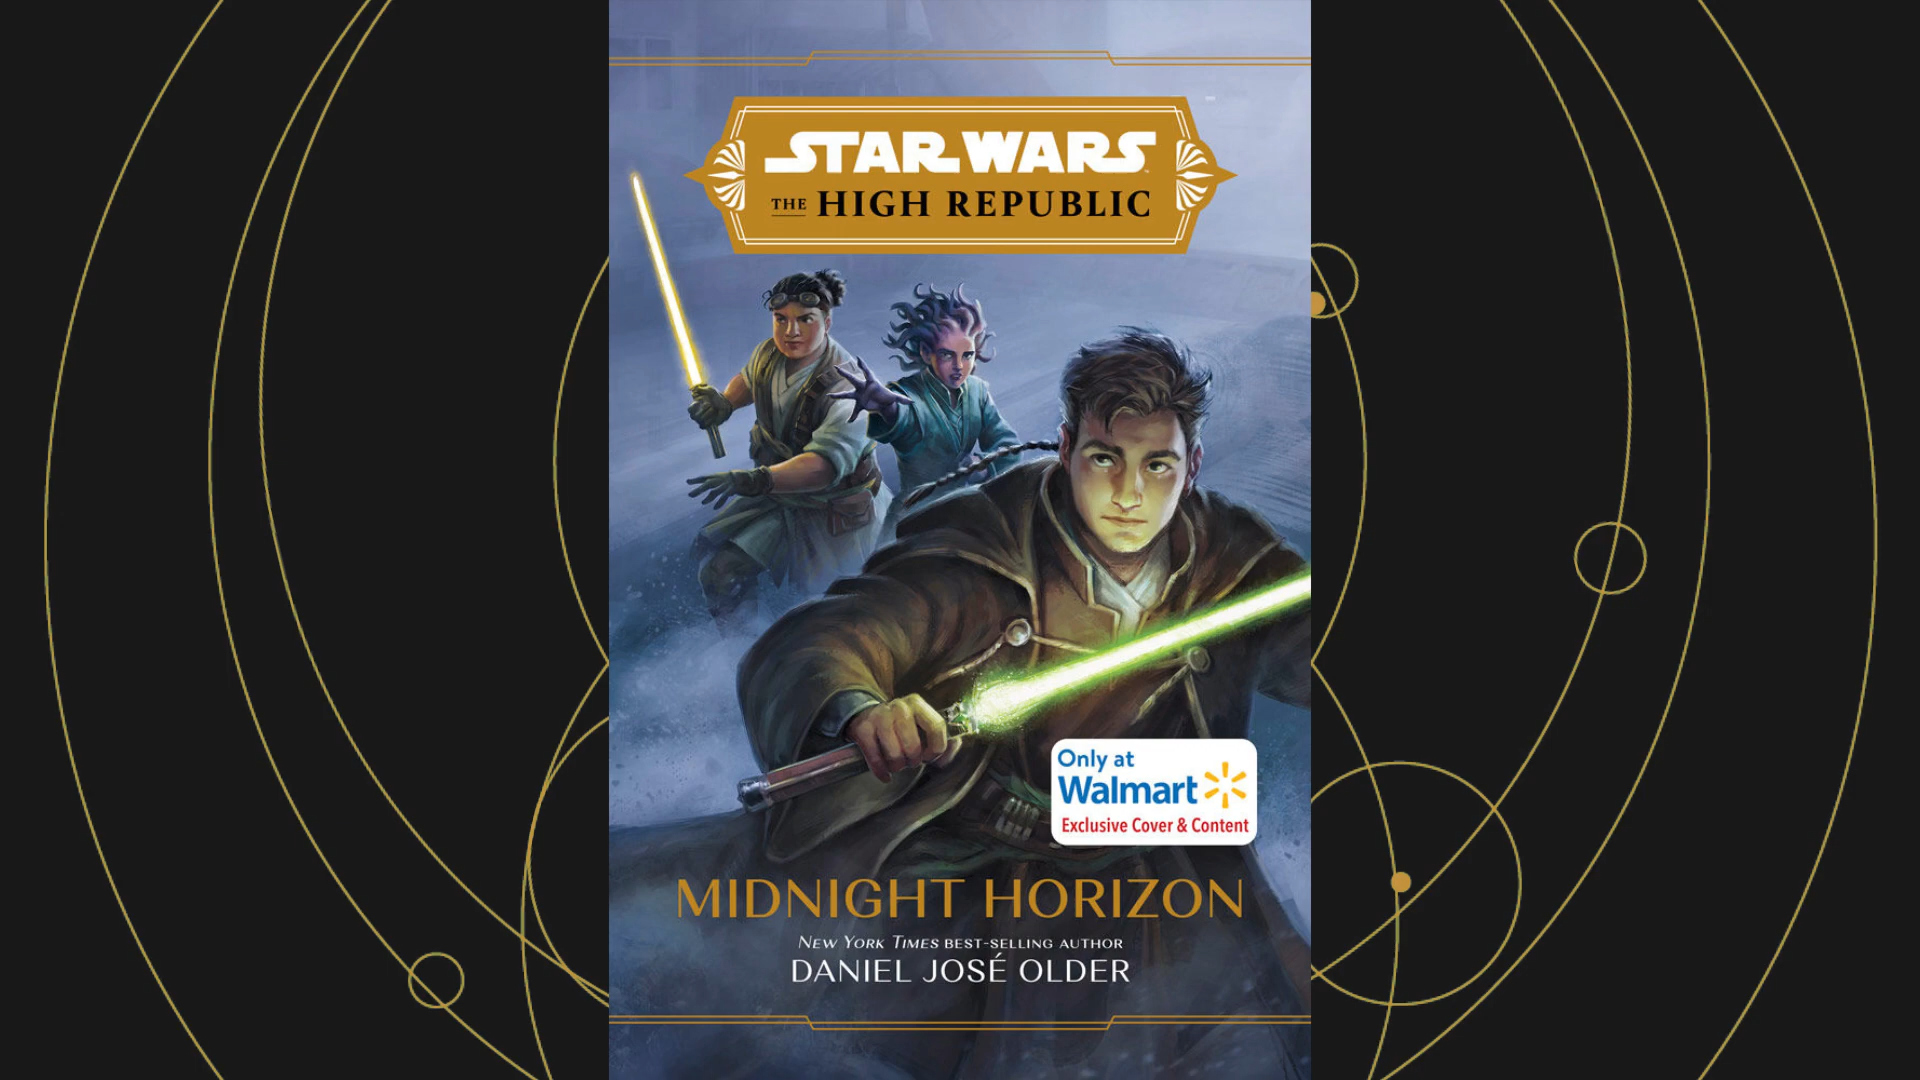 STAR WARS
THE HIGH REPUBLIC
Only at
Walmart
Exclusive Cover & Content
MIDNIGHT HORIZON
NEW YORK TIMES BEST-SELLING AUTHOR
DANIEL JOSÉ OLDER